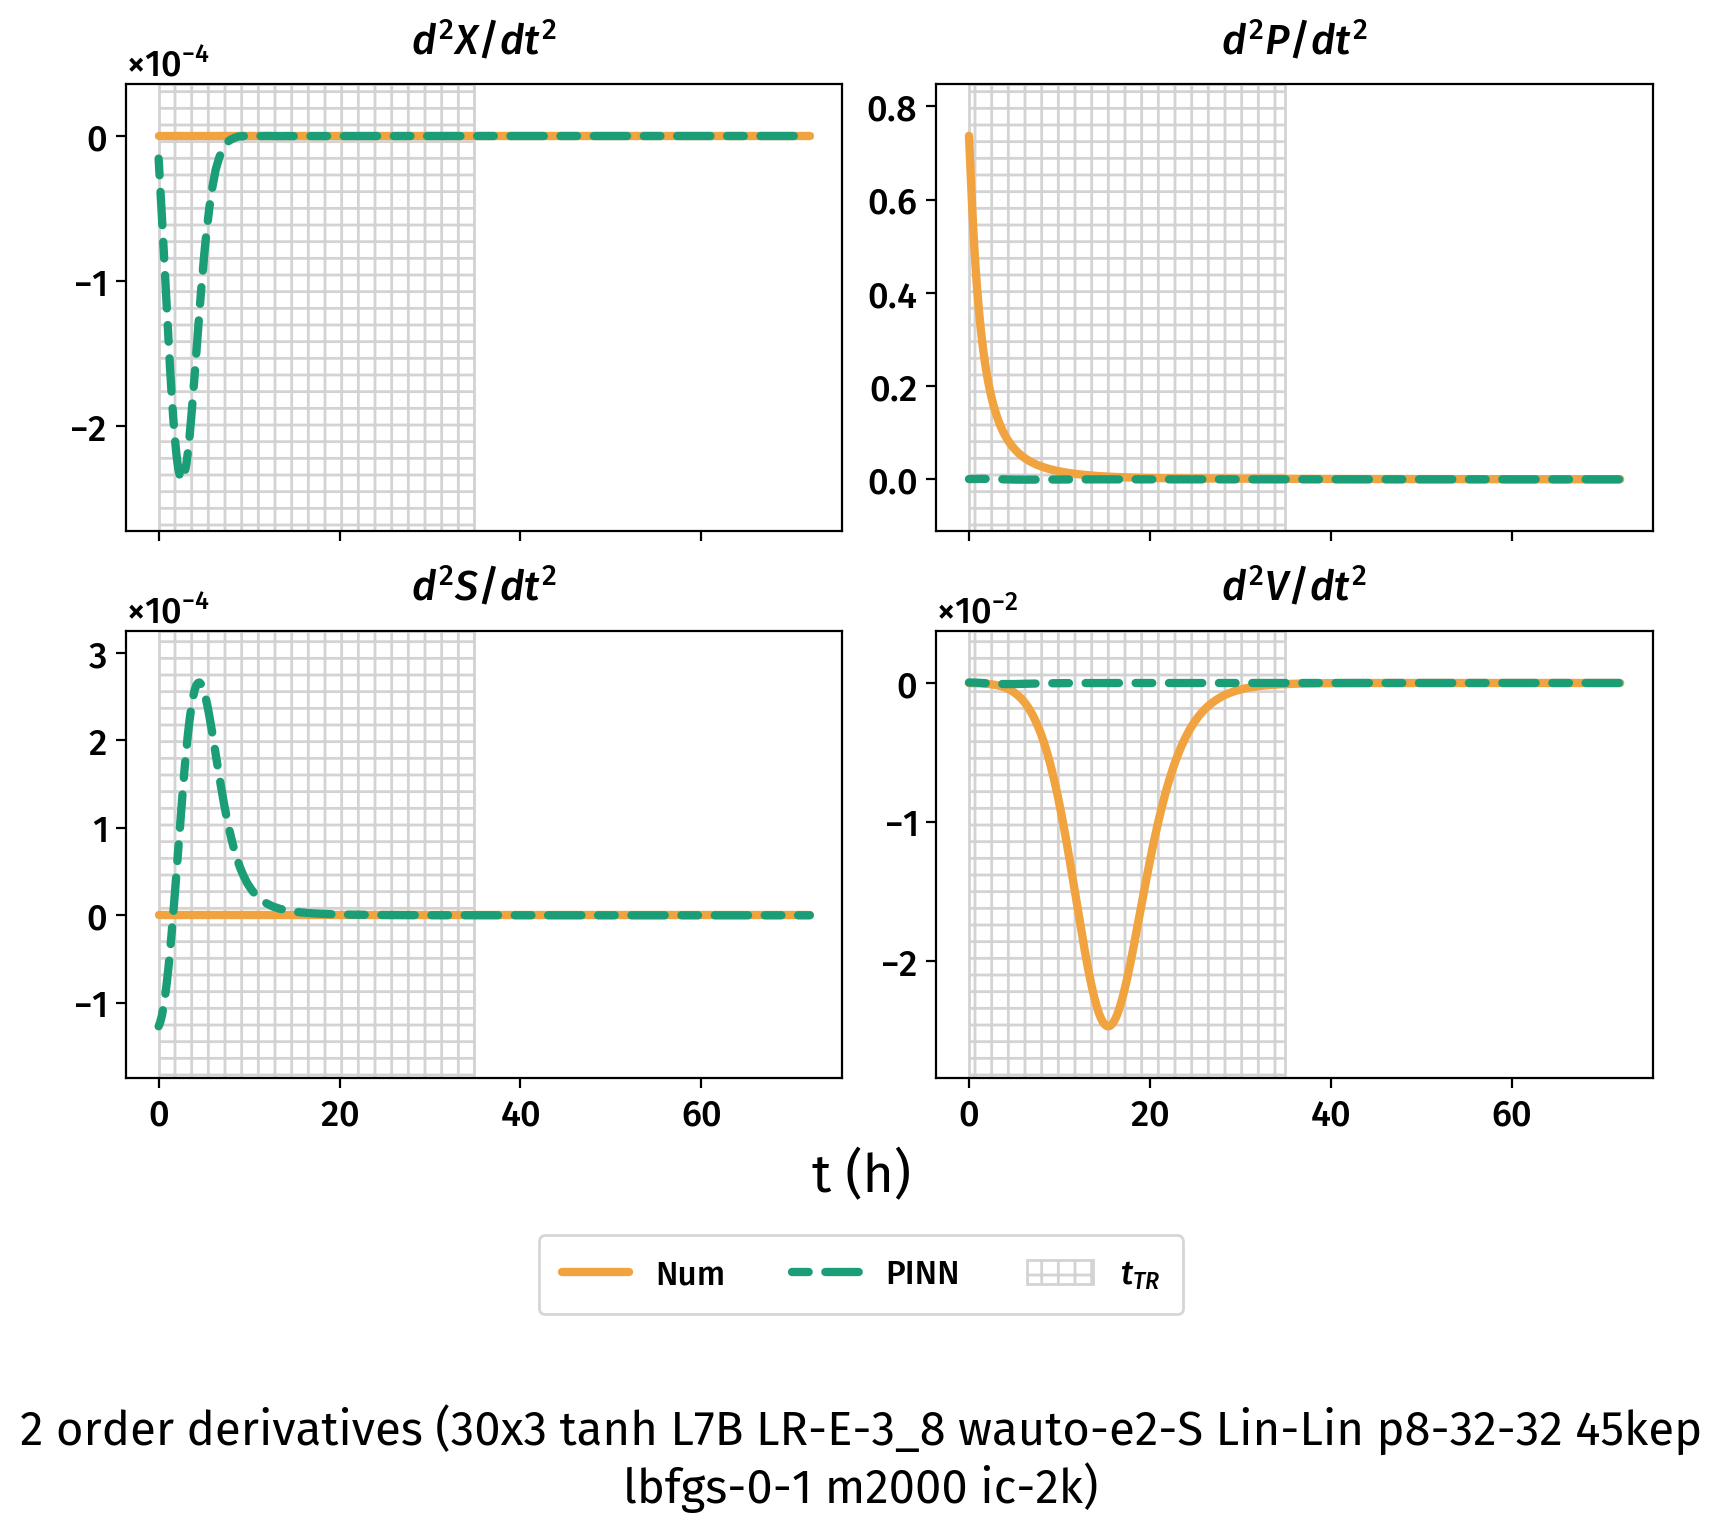 d²X/dt²
d²P/dt²
×10⁻⁴
0
−1
−2
0.8
0.6
0.4
0.2
0.0
d²S/dt²
d²V/dt²
×10⁻⁴
3
2
1
0
−1
×10⁻²
0
−1
−2
0 20 40 60
0 20 40 60
t (h)
Num PINN t_TR
2 order derivatives (30x3 tanh L7B LR-E-3_8 wauto-e2-S Lin-Lin p8-32-32 45kep
lbfgs-0-1 m2000 ic-2k)